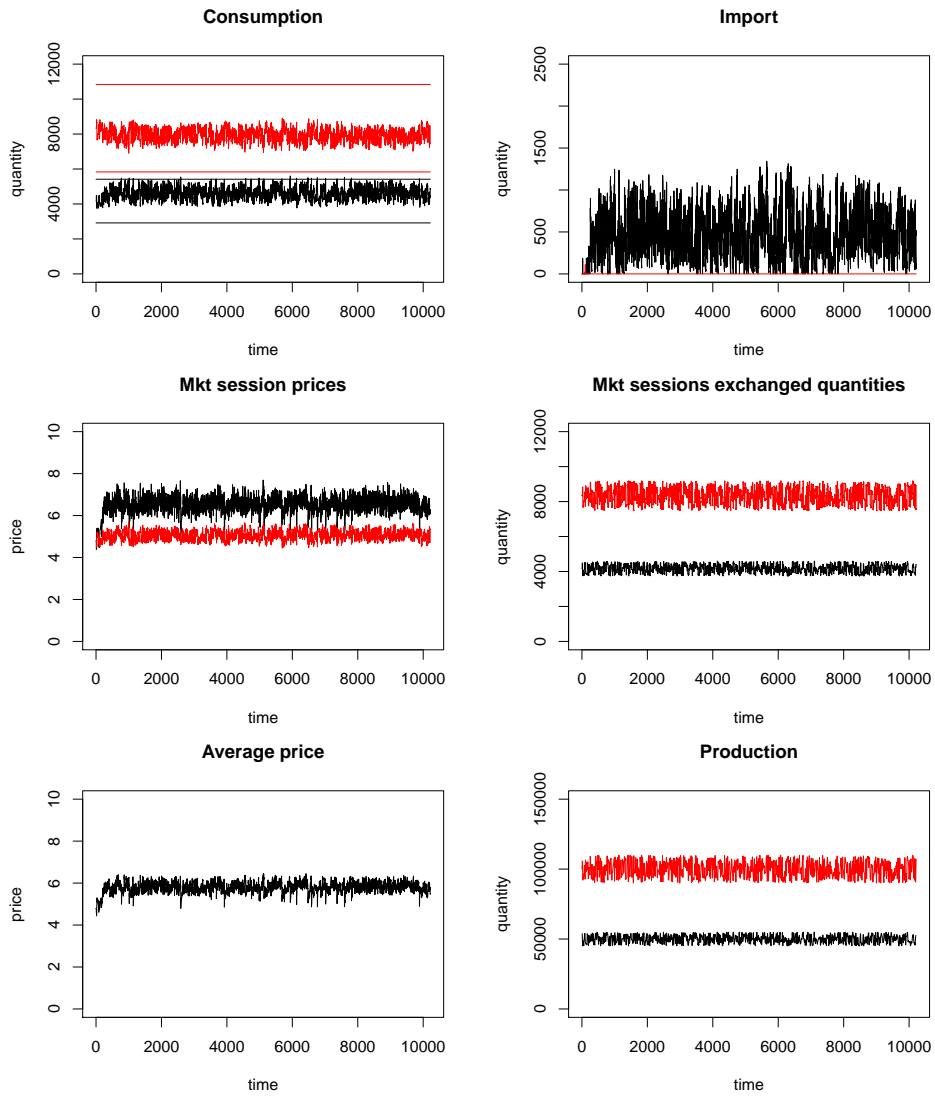 Consumption
quantity
0
4000
8000
12000
0 2000 4000 6000 8000 10000
time
Import
quantity
0
500
1500
2500
0 2000 4000 6000 8000 10000
time
Mkt session prices
price
0
2
4
6
8
10
0 2000 4000 6000 8000 10000
time
Mkt sessions exchanged quantities
quantity
0
4000
8000
12000
0 2000 4000 6000 8000 10000
time
Average price
price
0
2
4
6
8
10
0 2000 4000 6000 8000 10000
time
Production
quantity
0
50000
100000
150000
0 2000 4000 6000 8000 10000
time